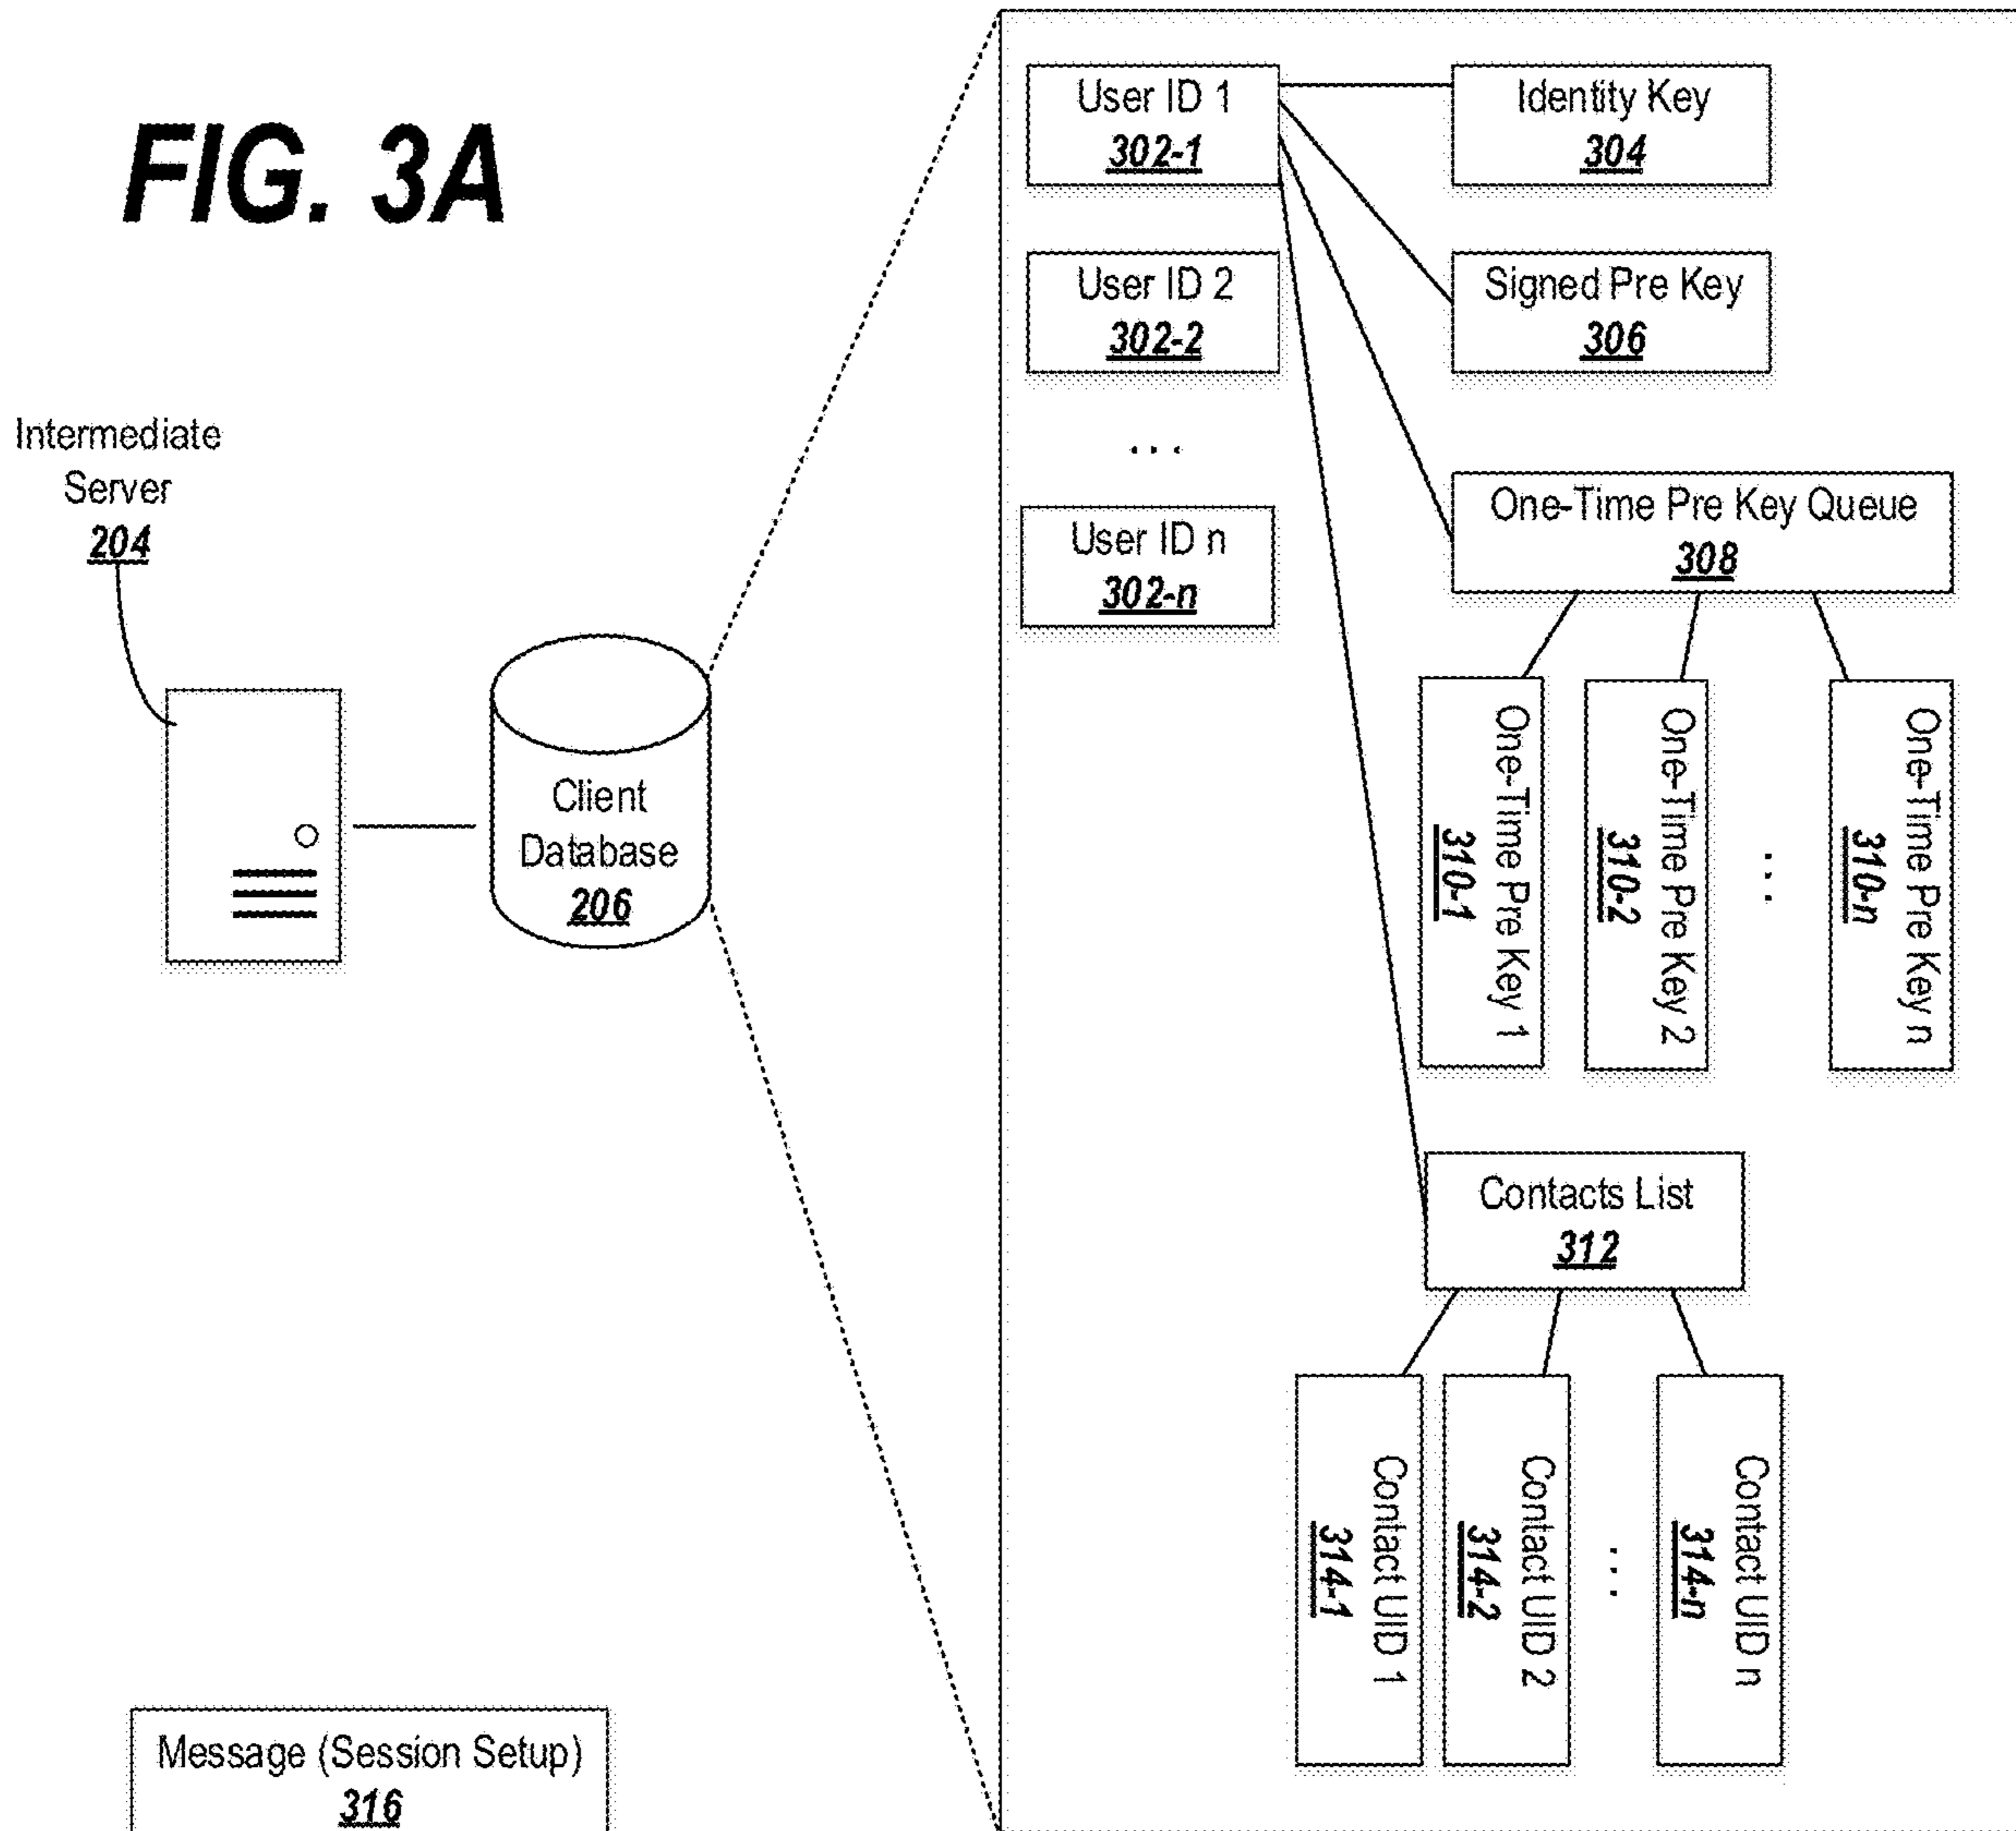 FIG. 3A
Intermediate
Server
204
Client
Database
206
User ID 1
302-1
User ID 2
302-2
...
User ID n
302-n
Identity Key
304
Signed Pre Key
306
One-Time Pre Key Queue
308
One-Time Pre Key 1
310-1
One-Time Pre Key 2
310-2
...
One-Time Pre Key n
310-n
Contacts List
312
Contact UID 1
314-1
Contact UID 2
314-2
...
Contact UID n
314-n
Message (Session Setup)
316